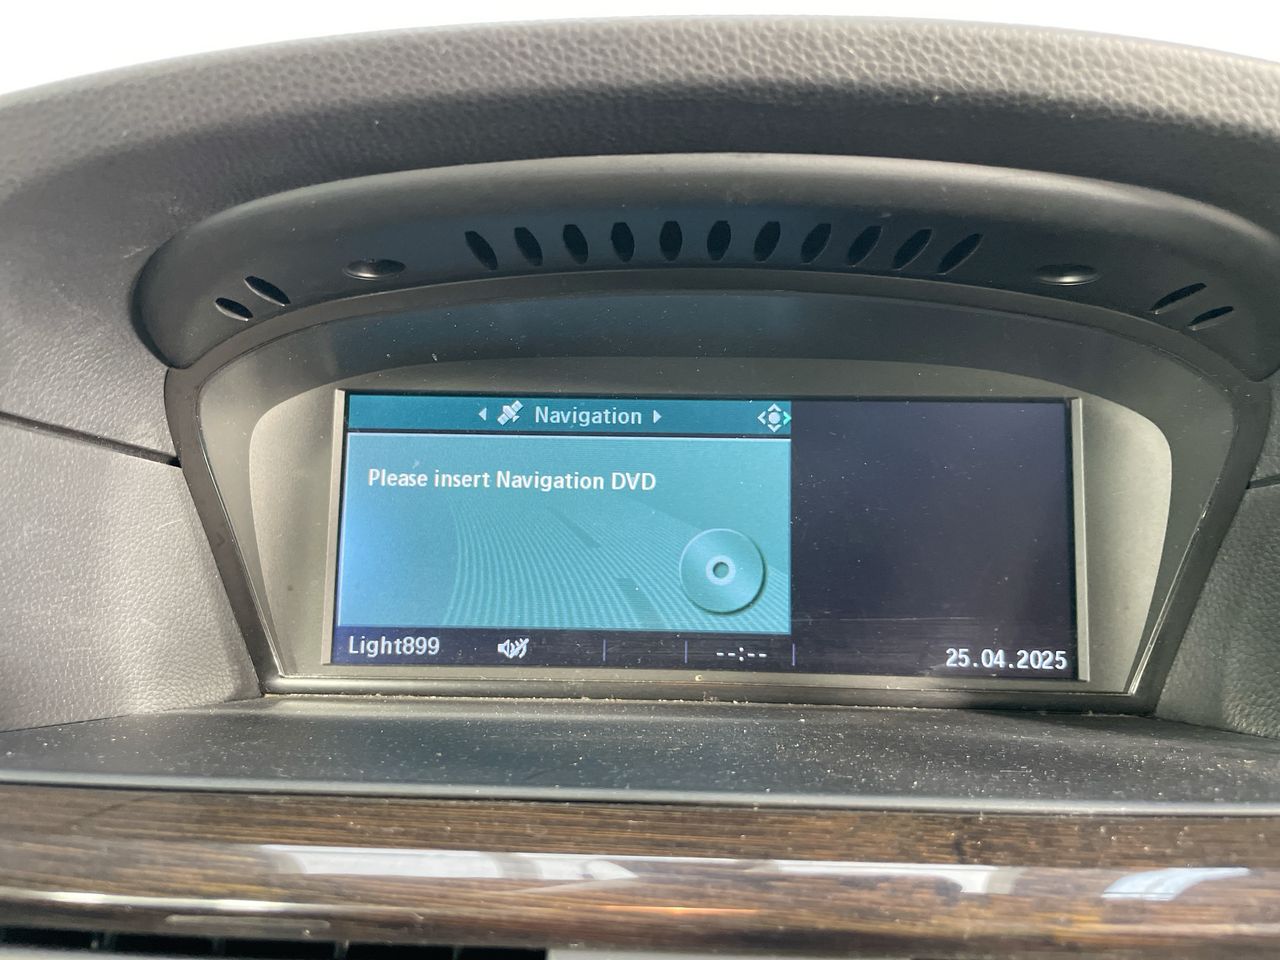 Navigation
Please insert Navigation DVD
Light899
--:--
25.04.2025